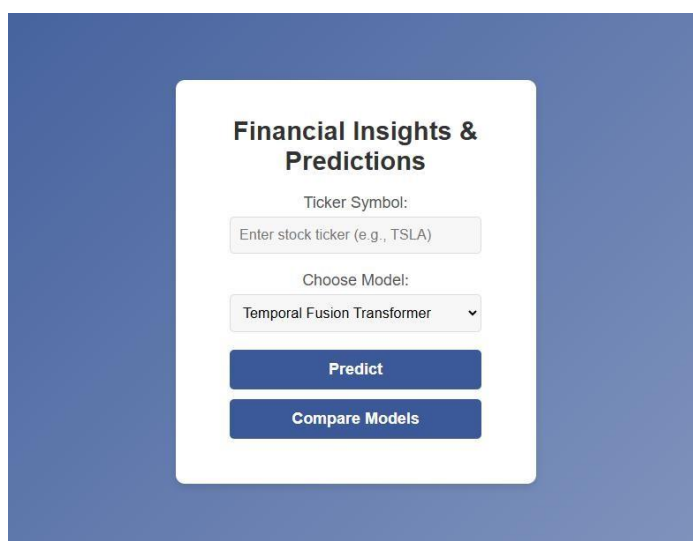 Financial Insights &
Predictions
Ticker Symbol:
Enter stock ticker (e.g., TSLA)
Choose Model:
Temporal Fusion Transformer
Predict
Compare Models